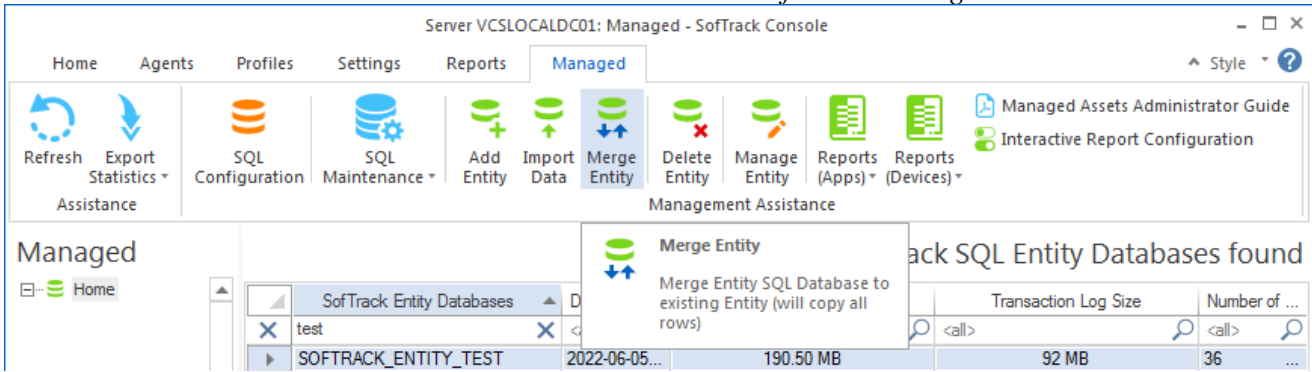 Server VCSLOCALDC01: Managed - SofTrack Console
Home Agents Profiles Settings Reports Managed Style
Refresh Export Statistics SQL Configuration SQL Maintenance Add Entity Import Data Merge Entity Delete Entity Manage Entity Reports (Apps) Reports (Devices)
Managed Assets Administrator Guide
Interactive Report Configuration
Assistance Management Assistance
Managed
Home
ack SQL Entity Databases found
Merge Entity
Merge Entity SQL Database to
existing Entity (will copy all
rows)
SofTrack Entity Databases D Transaction Log Size Number of ...
test <all> <all>
SOFTRACK_ENTITY_TEST 2022-06-05... 190.50 MB 92 MB 36 ...